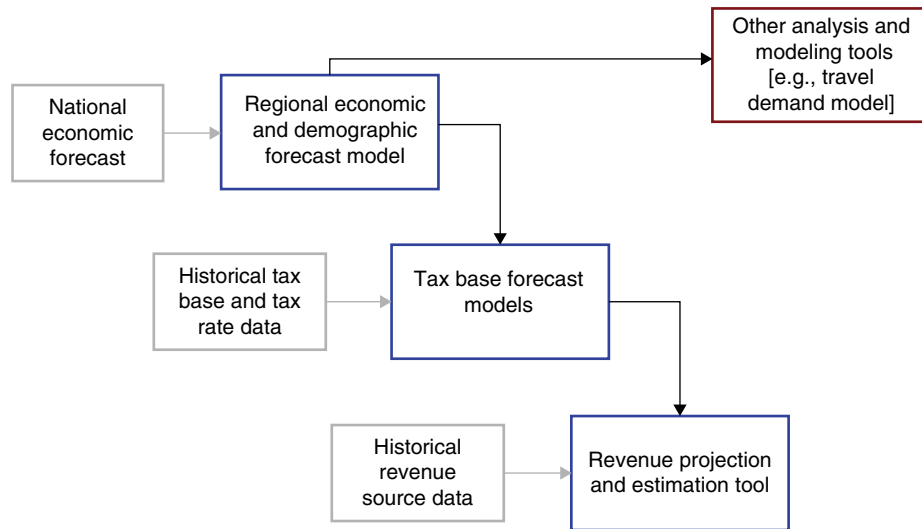 Other analysis and
modeling tools
[e.g., travel
demand model]
National
economic
forecast
Regional economic
and demographic
forecast model
Historical tax
base and tax
rate data
Tax base forecast
models
Historical
revenue
source data
Revenue projection
and estimation tool